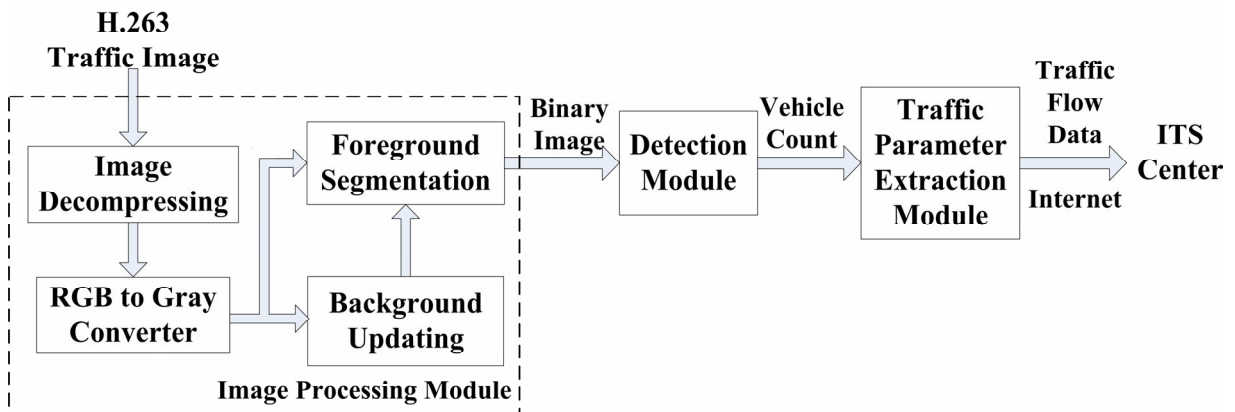 H.263
Traffic Image
Image
Decompressing
RGB to Gray
Converter
Foreground
Segmentation
Background
Updating
Image Processing Module
Binary
Image
Detection
Module
Vehicle
Count
Traffic
Parameter
Extraction
Module
Traffic
Flow
Data
Internet
ITS
Center